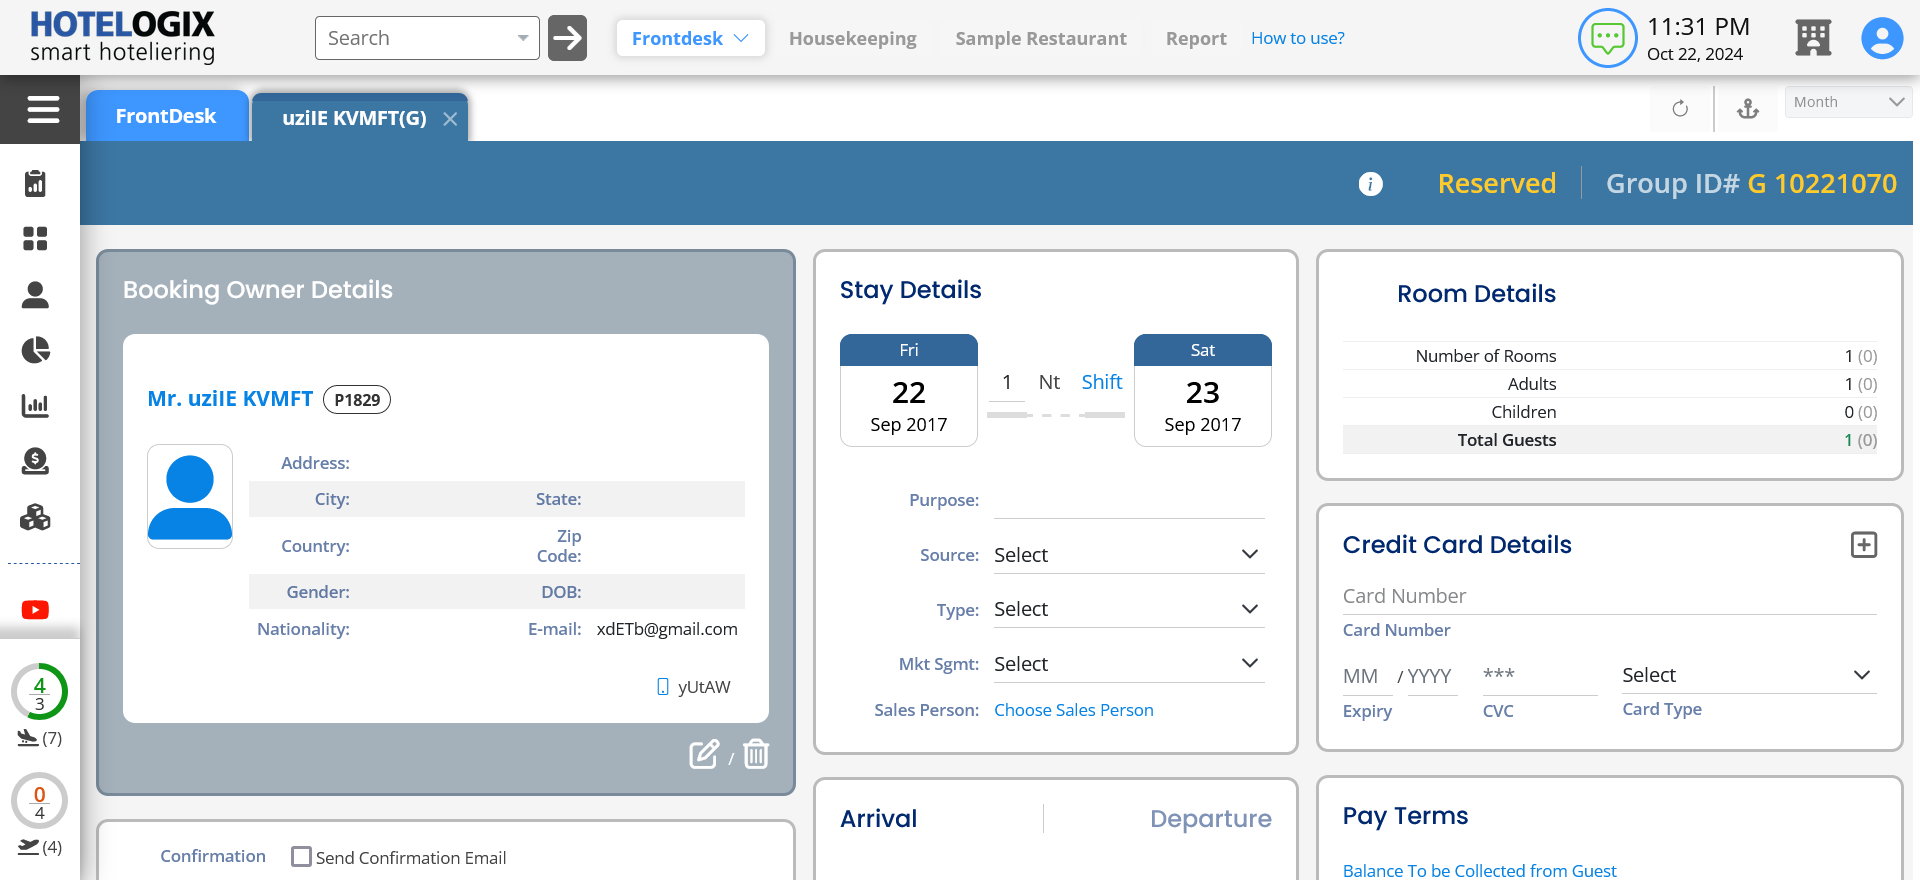 HOTELOGIX
smart hoteliering
Search
Frontdesk
Housekeeping
Sample Restaurant
Report
How to use?
11:31 PM
Oct 22, 2024
FrontDesk
uziIE KVMFT(G)
Month
i
Reserved
Group ID# G 10221070
Booking Owner Details
Mr. uziIE KVMFT
P1829
Address:
City:
State:
Country:
Zip
Code:
Gender:
DOB:
Nationality:
E-mail: xdETb@gmail.com
yUtAW
/
Confirmation
Send Confirmation Email
Stay Details
Fri
22
Sep 2017
1 Nt Shift
Sat
23
Sep 2017
Purpose:
Source: Select
Type: Select
Mkt Sgmt: Select
Sales Person: Choose Sales Person
Arrival
Departure
Room Details
Number of Rooms 1 (0)
Adults 1 (0)
Children 0 (0)
Total Guests 1 (0)
Credit Card Details
Card Number
Card Number
MM / YYYY
***
Select
Expiry
CVC
Card Type
Pay Terms
Balance To be Collected from Guest
4
3
(7)
0
4
(4)